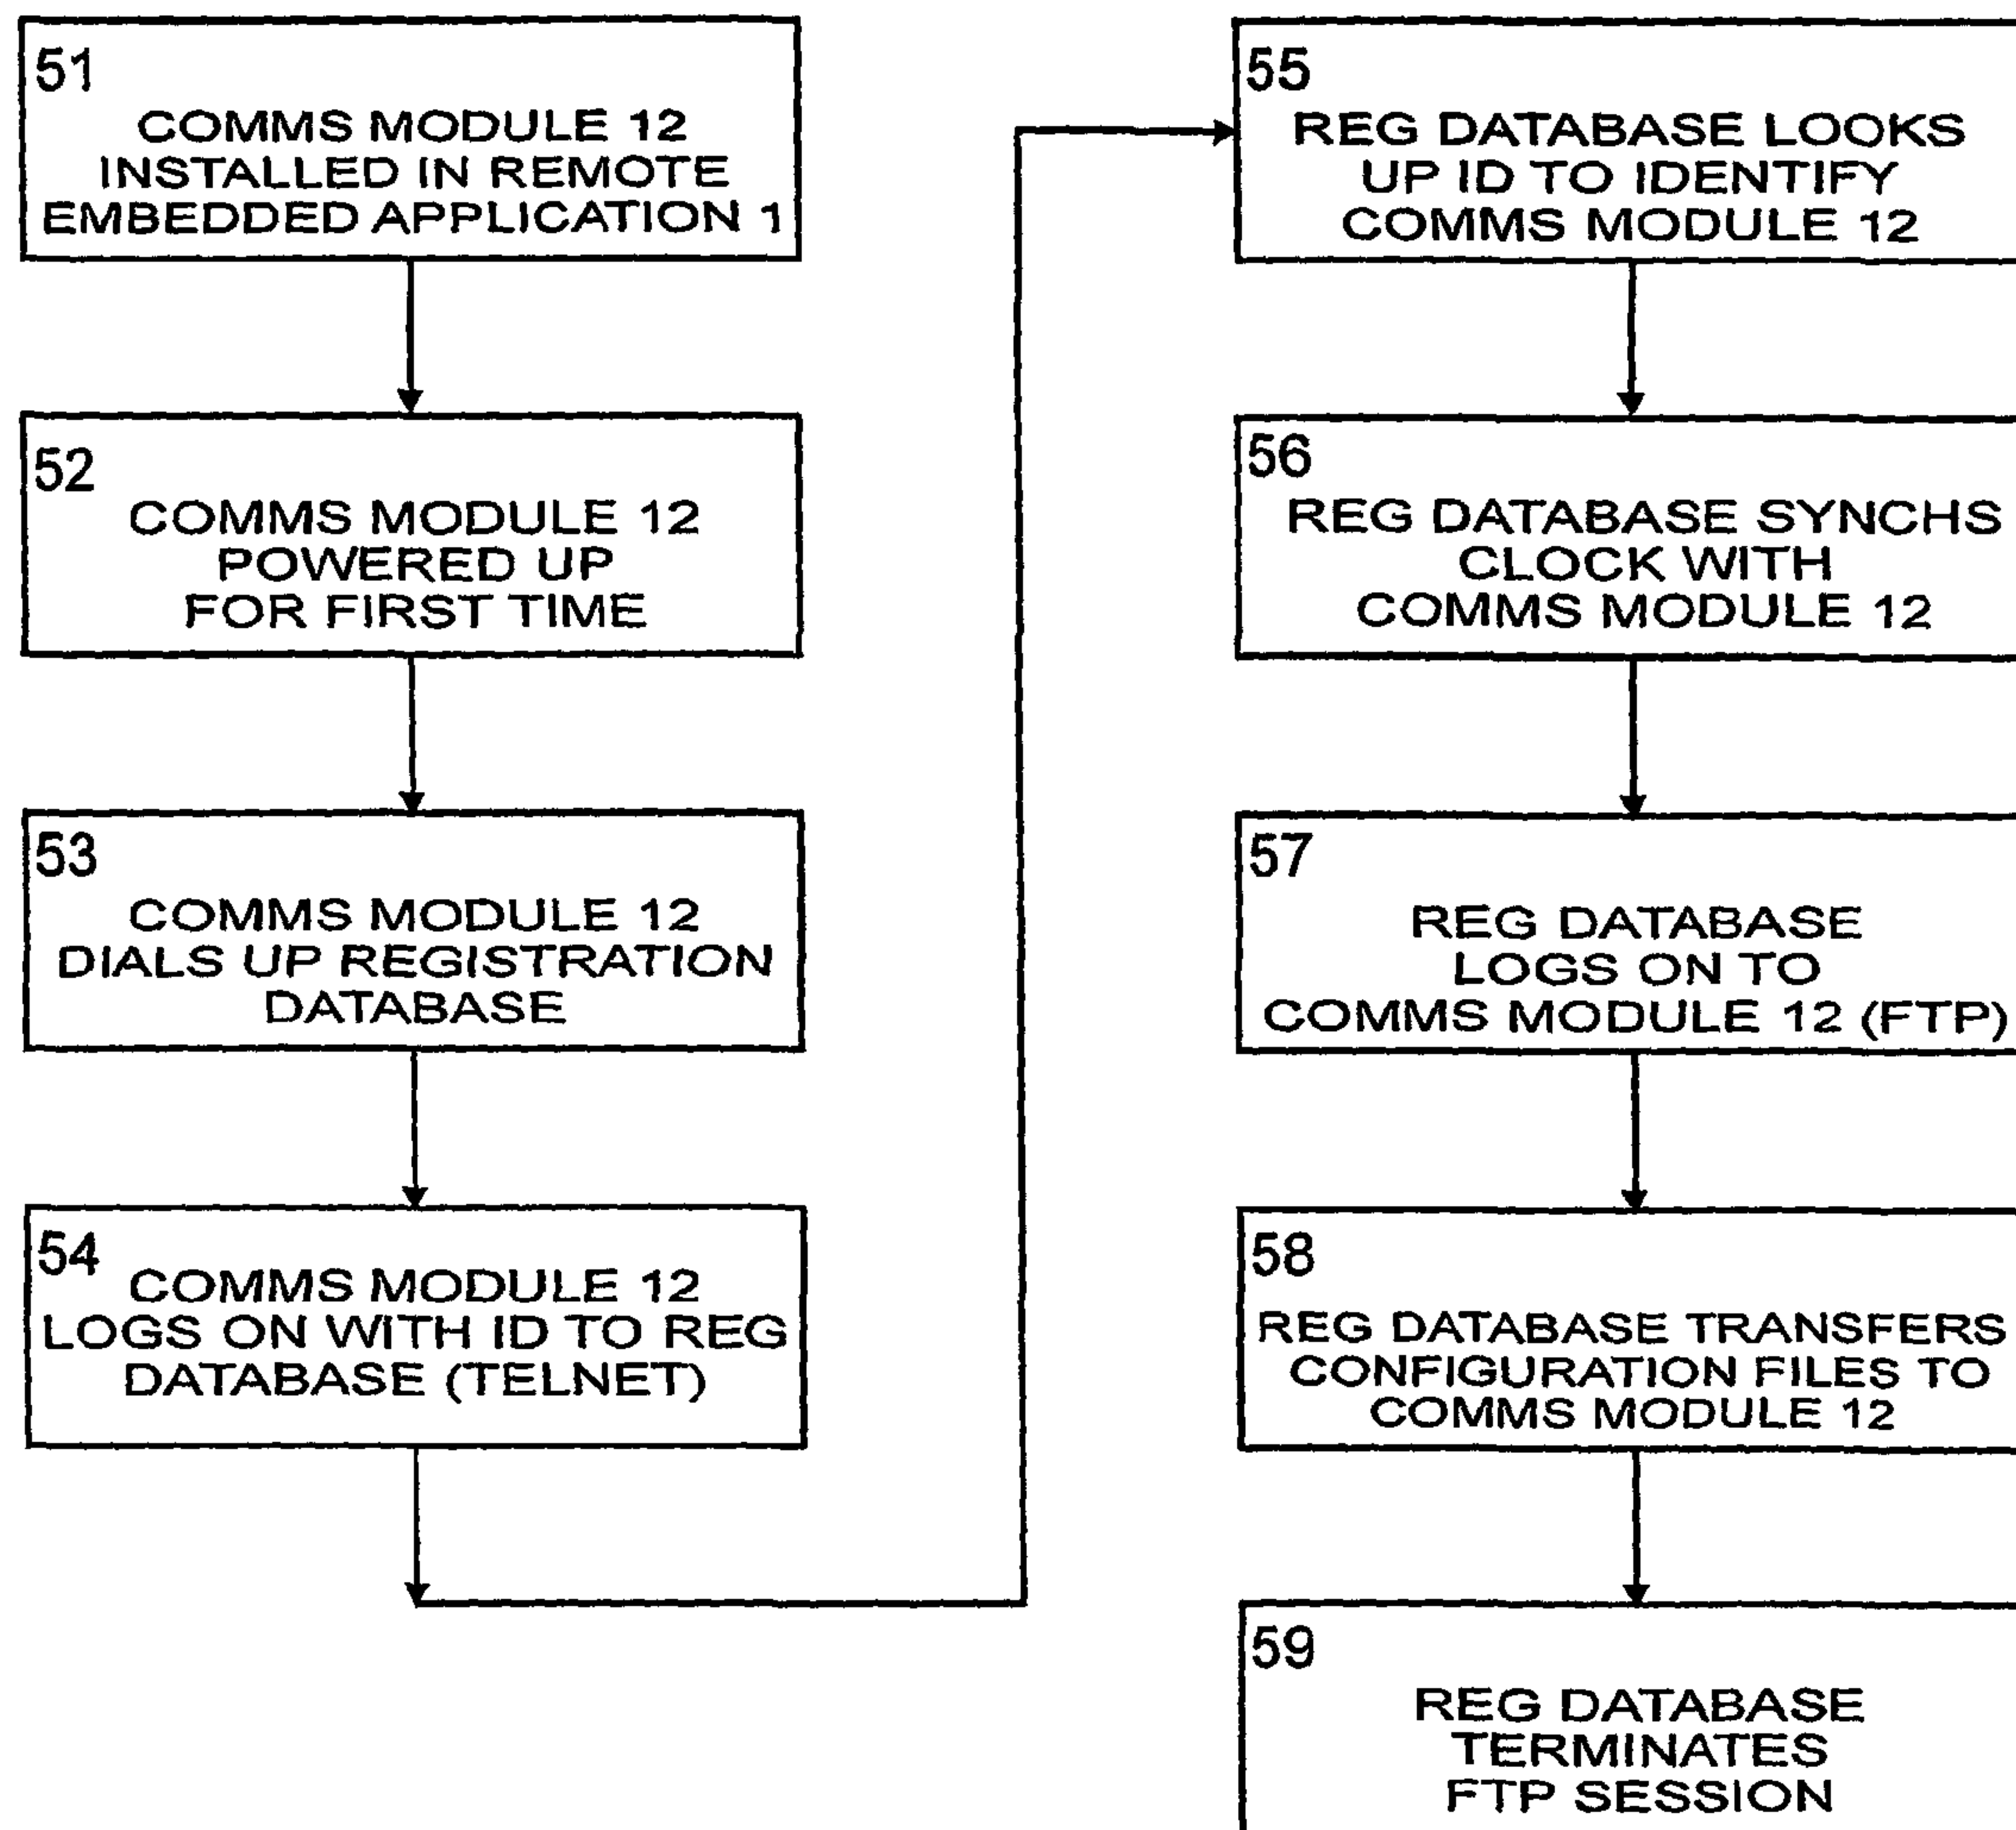 51
COMMS MODULE 12
INSTALLED IN REMOTE
EMBEDDED APPLICATION 1
52
COMMS MODULE 12
POWERED UP
FOR FIRST TIME
53
COMMS MODULE 12
DIALS UP REGISTRATION
DATABASE
54
COMMS MODULE 12
LOGS ON WITH ID TO REG
DATABASE (TELNET)
55
REG DATABASE LOOKS
UP ID TO IDENTIFY
COMMS MODULE 12
56
REG DATABASE SYNCHS
CLOCK WITH
COMMS MODULE 12
57
REG DATABASE
LOGS ON TO
COMMS MODULE 12 (FTP)
58
REG DATABASE TRANSFERS
CONFIGURATION FILES TO
COMMS MODULE 12
59
REG DATABASE
TERMINATES
FTP SESSION